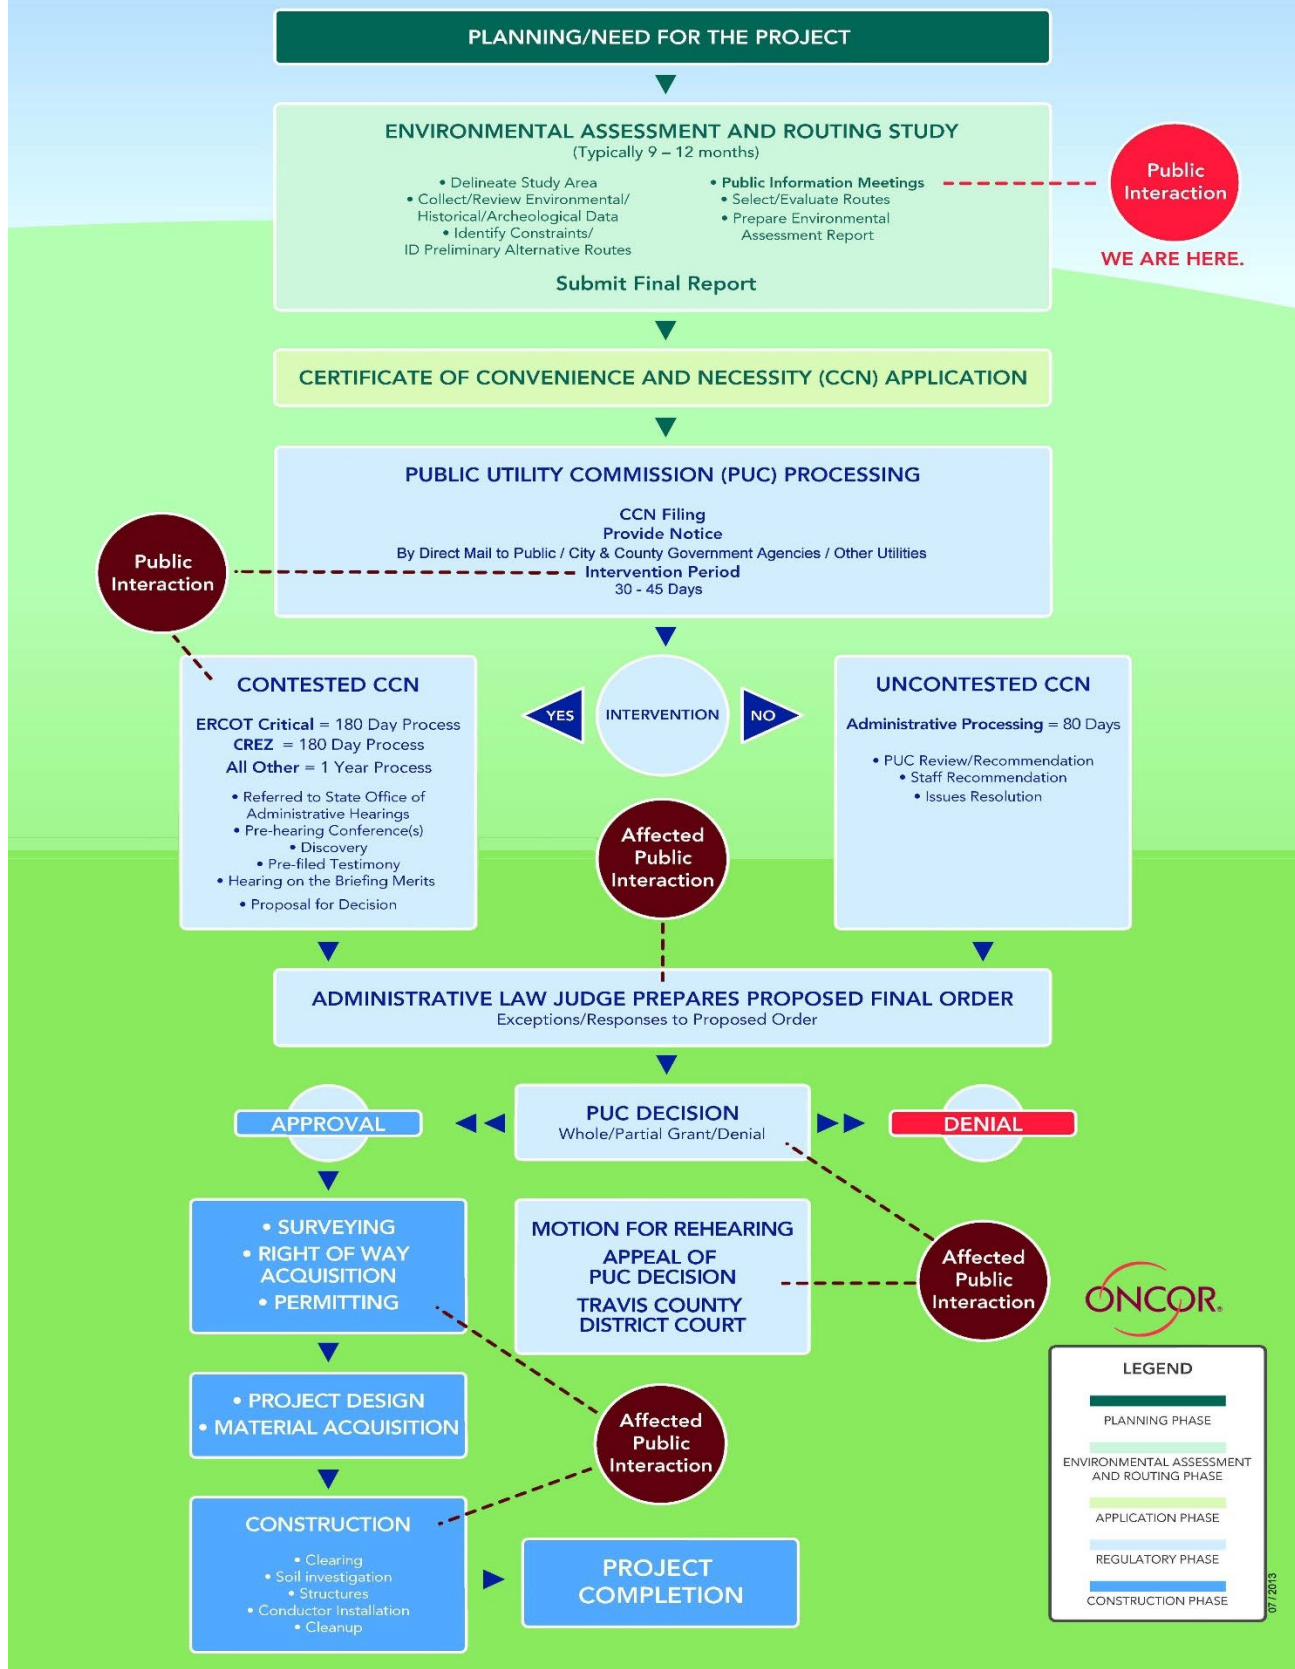 PLANNING/NEED FOR THE PROJECT
ENVIRONMENTAL ASSESSMENT AND ROUTING STUDY
(Typically 9 – 12 months)
• Delineate Study Area
• Collect/Review Environmental/
Historical/Archeological Data
• Identify Constraints/
ID Preliminary Alternative Routes
• Public Information Meetings
• Select/Evaluate Routes
• Prepare Environmental
Assessment Report
Submit Final Report
Public
Interaction
WE ARE HERE.
CERTIFICATE OF CONVENIENCE AND NECESSITY (CCN) APPLICATION
PUBLIC UTILITY COMMISSION (PUC) PROCESSING
CCN Filing
Provide Notice
By Direct Mail to Public / City & County Government Agencies / Other Utilities
Intervention Period
30 - 45 Days
Public
Interaction
CONTESTED CCN
ERCOT Critical = 180 Day Process
CREZ = 180 Day Process
All Other = 1 Year Process
• Referred to State Office of
Administrative Hearings
• Pre-hearing Conference(s)
• Discovery
• Pre-filed Testimony
• Hearing on the Briefing Merits
• Proposal for Decision
YES
INTERVENTION
NO
UNCONTESTED CCN
Administrative Processing = 80 Days
• PUC Review/Recommendation
• Staff Recommendation
• Issues Resolution
Affected
Public
Interaction
ADMINISTRATIVE LAW JUDGE PREPARES PROPOSED FINAL ORDER
Exceptions/Responses to Proposed Order
APPROVAL
PUC DECISION
Whole/Partial Grant/Denial
DENIAL
• SURVEYING
• RIGHT OF WAY
ACQUISITION
• PERMITTING
MOTION FOR REHEARING
APPEAL OF
PUC DECISION
TRAVIS COUNTY
DISTRICT COURT
Affected
Public
Interaction
• PROJECT DESIGN
• MATERIAL ACQUISITION
Affected
Public
Interaction
CONSTRUCTION
• Clearing
• Soil investigation
• Structures
• Conductor Installation
• Cleanup
PROJECT
COMPLETION
ONCOR®
LEGEND
PLANNING PHASE
ENVIRONMENTAL ASSESSMENT
AND ROUTING PHASE
APPLICATION PHASE
REGULATORY PHASE
CONSTRUCTION PHASE
07 / 2013